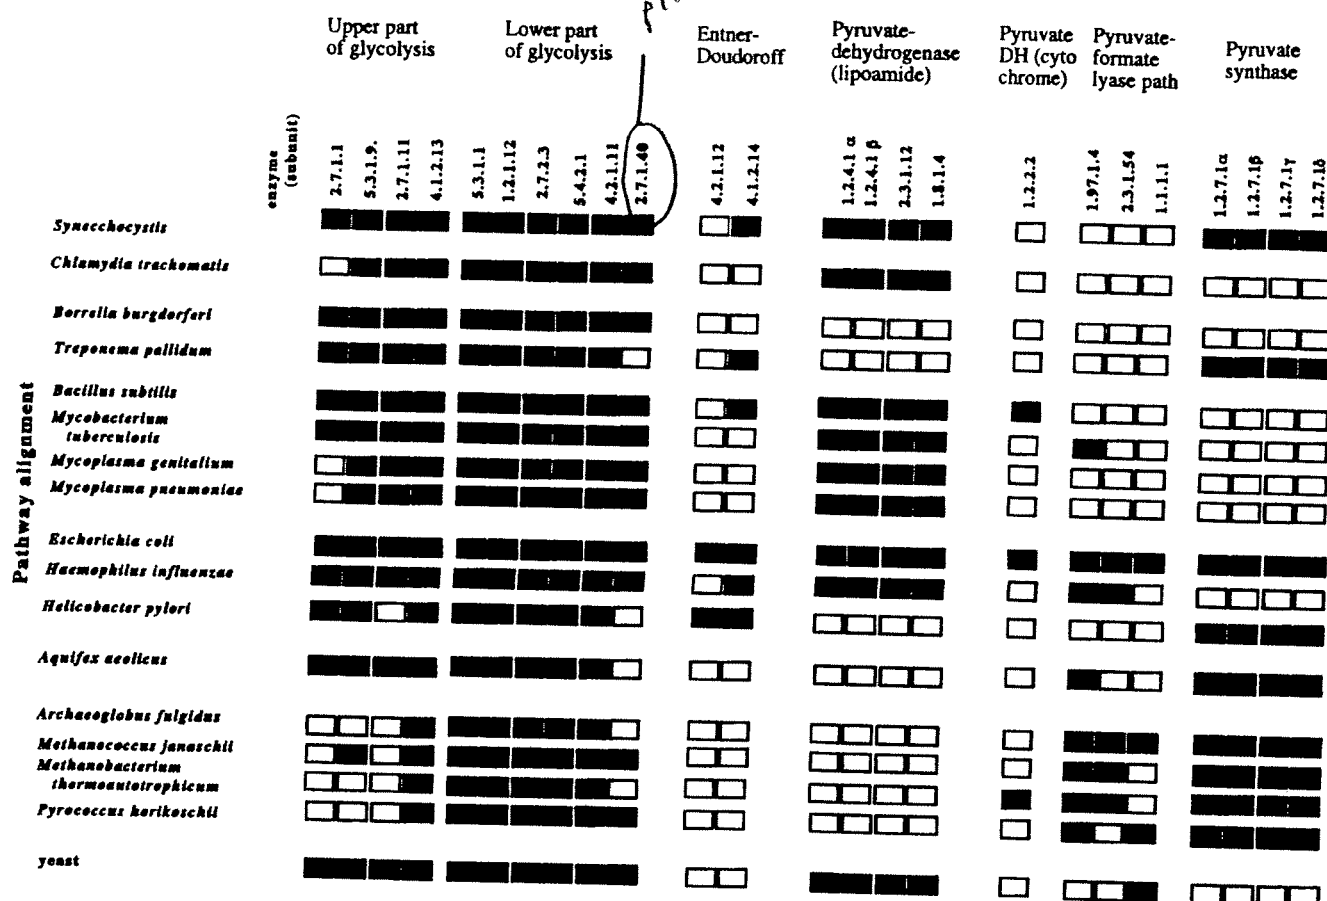 Upper part
of glycolysis
Lower part
of glycolysis
Entner-
Doudoroff
Pyruvate-
dehydrogenase
(lipoamide)
Pyruvate
DH (cyto
chrome)
Pyruvate-
formate
lyase path
Pyruvate
synthase
enzyme
(subunit)
2.7.1.1
5.3.1.9.
2.7.1.11
4.1.2.13
5.3.1.1
1.2.1.12
2.7.2.3
5.4.2.1
4.2.1.11
2.7.1.40
4.2.1.12
4.1.2.14
1.2.4.1 α
1.2.4.1 β
2.3.1.12
1.8.1.4
1.2.2.2
1.97.1.4
2.3.1.54
1.1.1.1
1.2.7.1α
1.2.7.1β
1.2.7.1γ
1.2.7.1δ
Pathway alignment
Synecchocystis
Chlamydia trachomatis
Borrelia burgdorferi
Treponema pallidum
Bacillus subtilis
Mycobacterium
tuberculosis
Mycoplasma genitalium
Mycoplasma pneumoniae
Escherichia coli
Haemophilus influenzae
Helicobacter pylori
Aquifex aeolicus
Archaeoglobus fulgidus
Methanococcus janaschii
Methanobacterium
thermoautotrophicum
Pyrococcus horikoschii
yeast